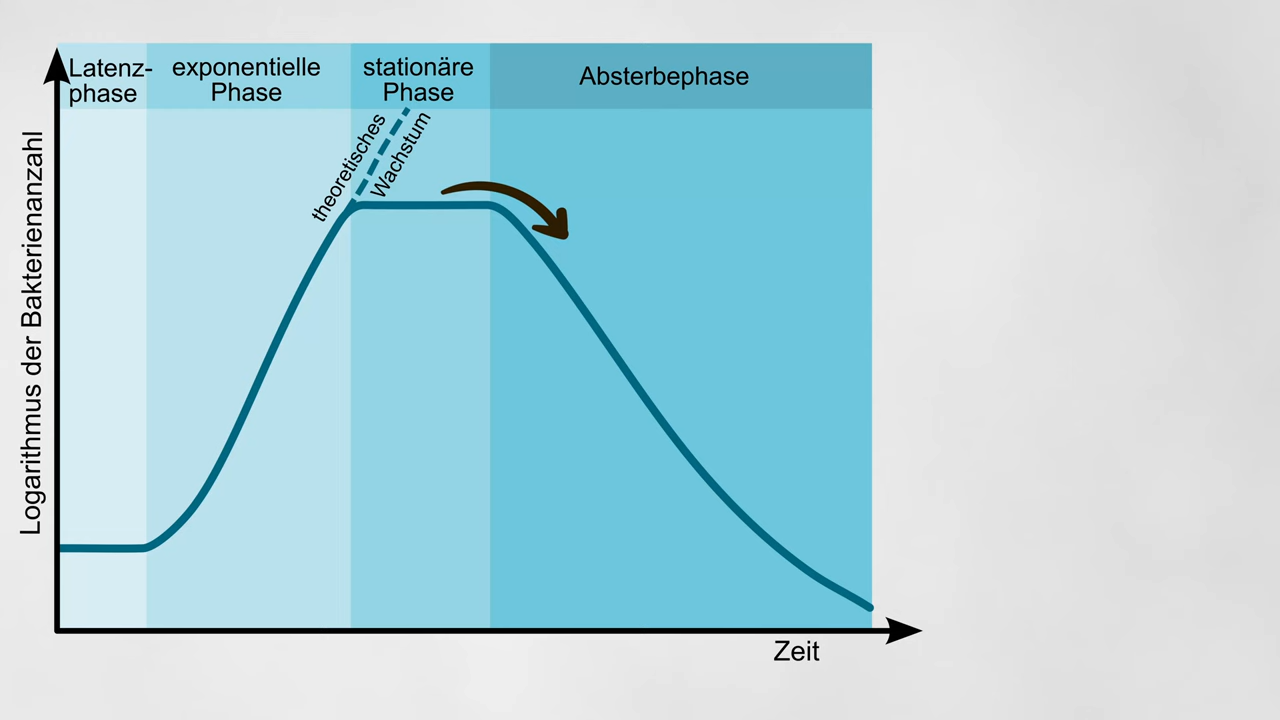 Latenz-
phase
exponentielle
Phase
stationäre
Phase
Absterbephase
theoretisches
Wachstum
Logarithmus der Bakterienanzahl
Zeit